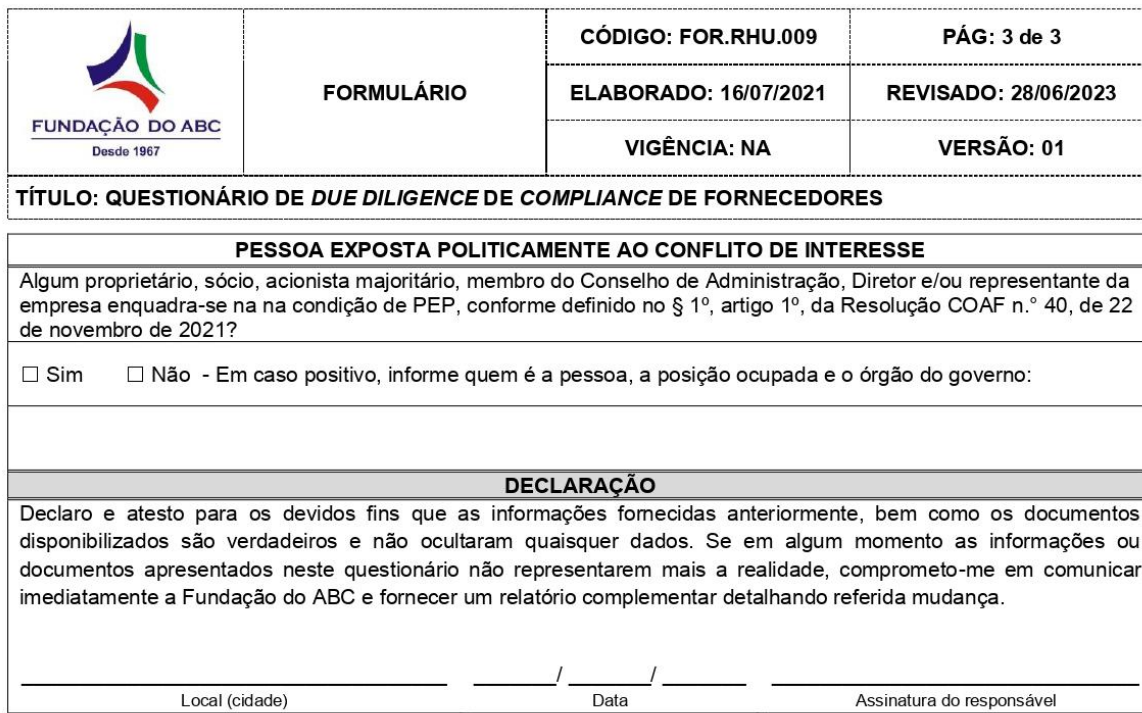 FUNDAÇÃO DO ABC
Desde 1967
FORMULÁRIO
CÓDIGO: FOR.RHU.009
PÁG: 3 de 3
ELABORADO: 16/07/2021
REVISADO: 28/06/2023
VIGÊNCIA: NA
VERSÃO: 01
TÍTULO: QUESTIONÁRIO DE DUE DILIGENCE DE COMPLIANCE DE FORNECEDORES
PESSOA EXPOSTA POLITICAMENTE AO CONFLITO DE INTERESSE
Algum proprietário, sócio, acionista majoritário, membro do Conselho de Administração, Diretor e/ou representante da
empresa enquadra-se na na condição de PEP, conforme definido no § 1º, artigo 1º, da Resolução COAF n.° 40, de 22
de novembro de 2021?
☐ Sim ☐ Não - Em caso positivo, informe quem é a pessoa, a posição ocupada e o órgão do governo:
DECLARAÇÃO
Declaro e atesto para os devidos fins que as informações fornecidas anteriormente, bem como os documentos
disponibilizados são verdadeiros e não ocultaram quaisquer dados. Se em algum momento as informações ou
documentos apresentados neste questionário não representarem mais a realidade, comprometo-me em comunicar
imediatamente a Fundação do ABC e fornecer um relatório complementar detalhando referida mudança.
/ /
Local (cidade)
Data
Assinatura do responsável